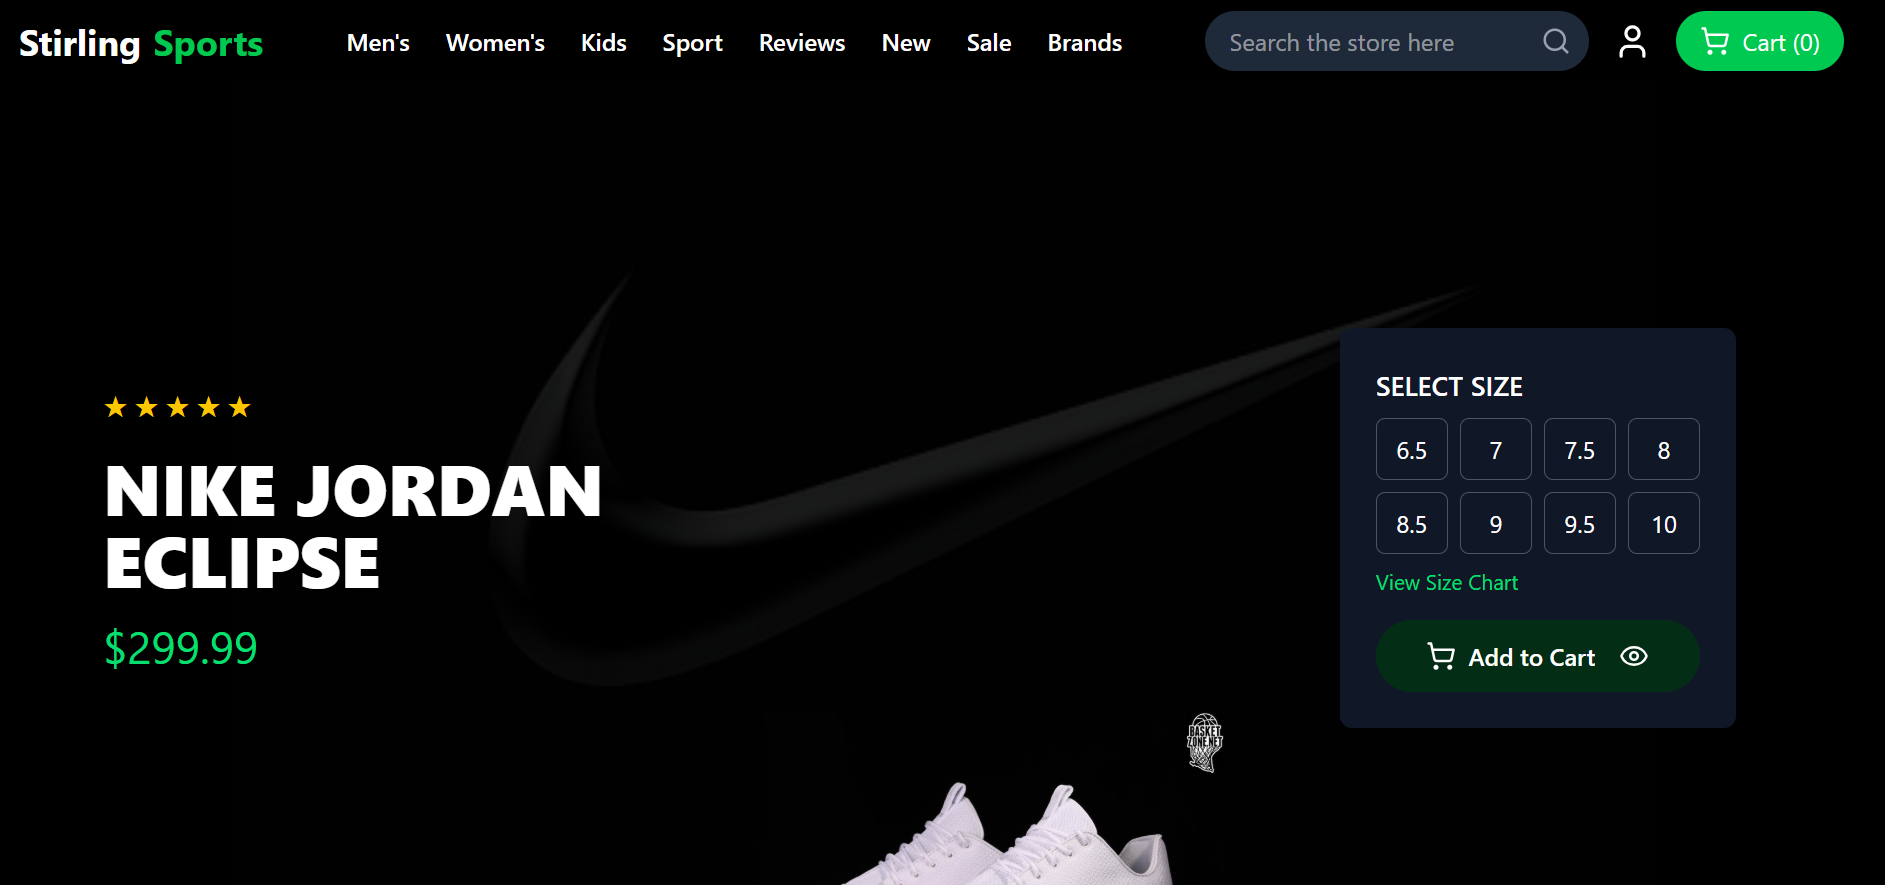 Stirling Sports
Men's Women's Kids Sport Reviews New Sale Brands
Search the store here
Cart (0)
★★★★★
NIKE JORDAN
ECLIPSE
$299.99
SELECT SIZE
6.5 7 7.5 8
8.5 9 9.5 10
View Size Chart
Add to Cart
BASKET
ZONE.NET